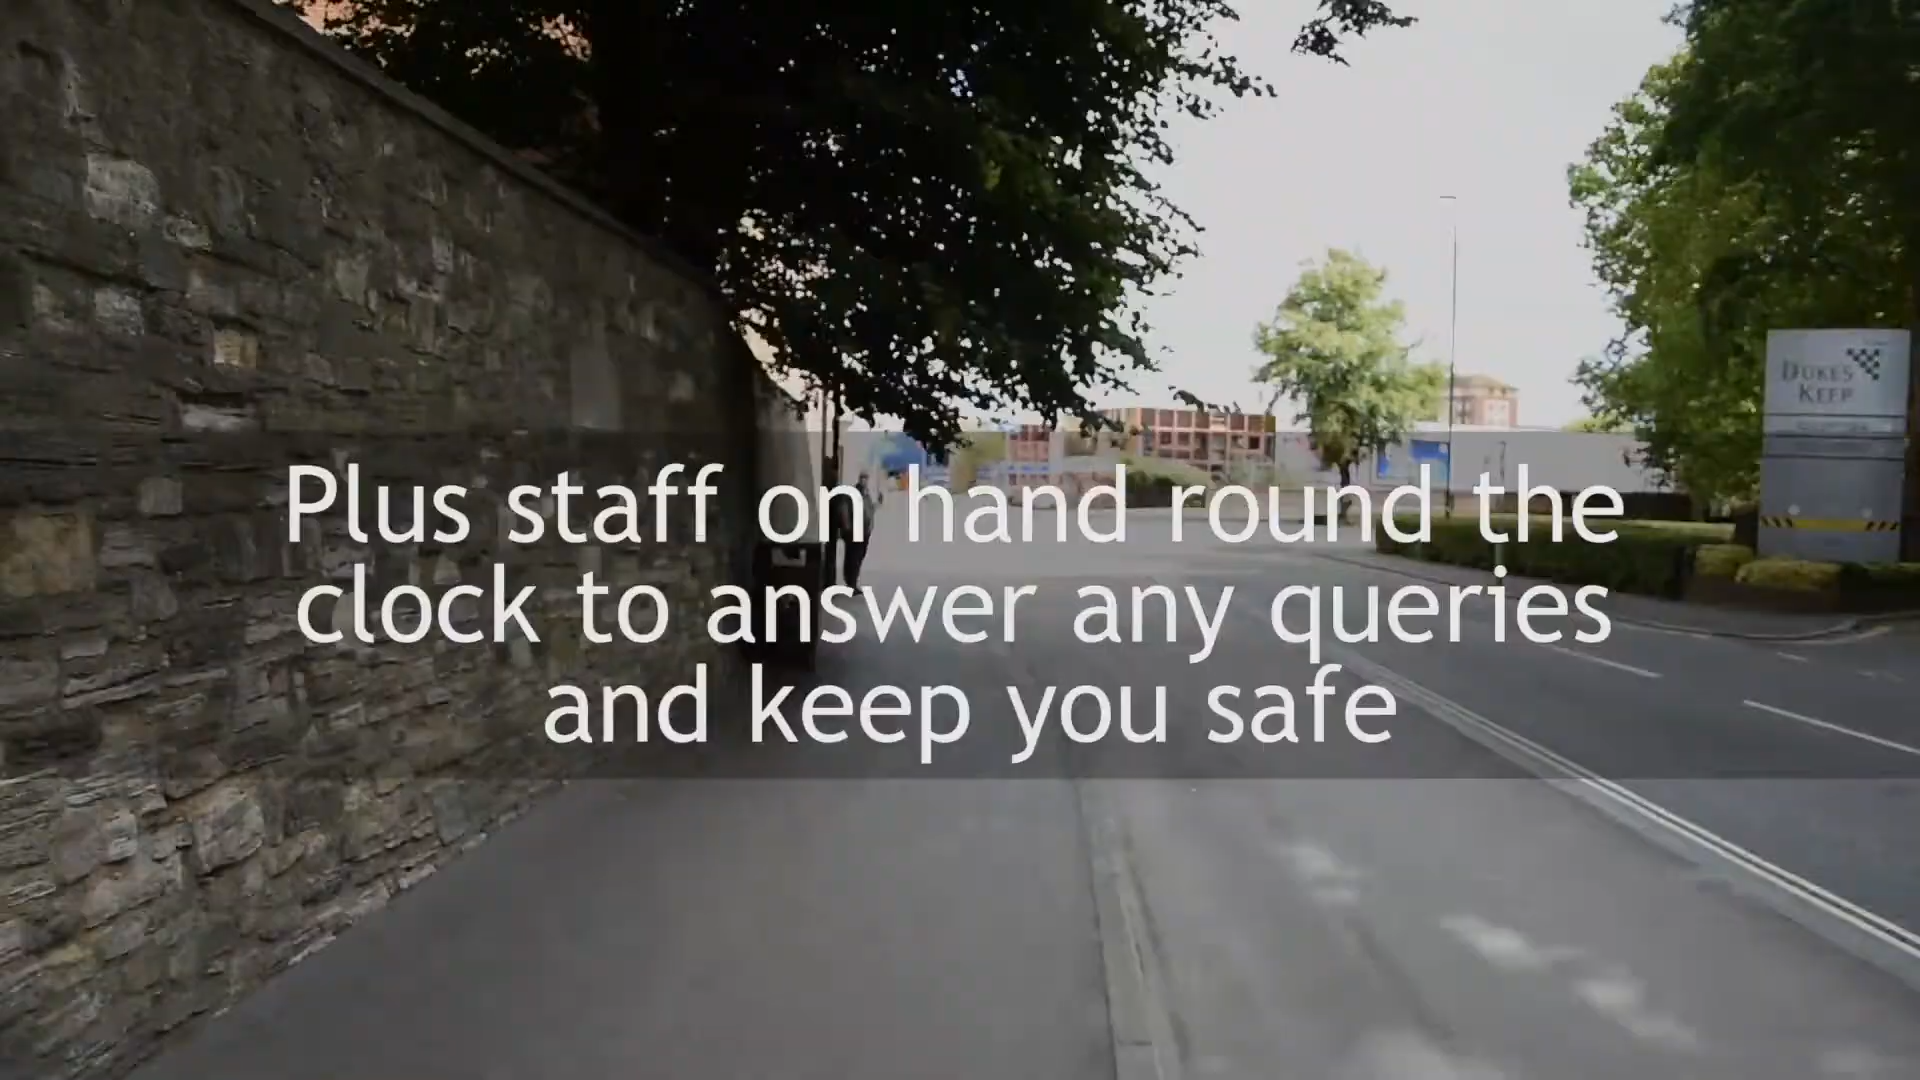 DUKES
KEEP
Plus staff on hand round the
clock to answer any queries
and keep you safe